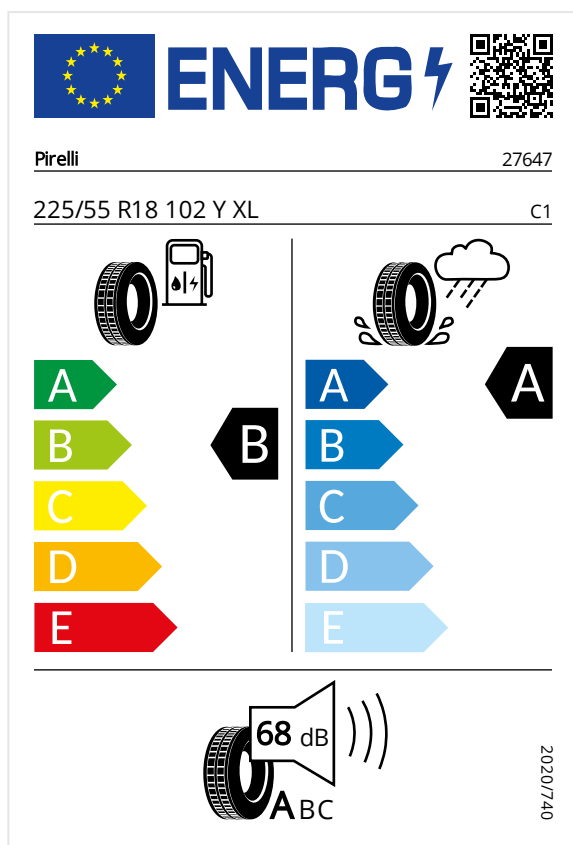 ENERG
Pirelli 27647
225/55 R18 102 Y XL C1
A A A
B B B
C C
D D
E E
68 dB
ABC
2020/740